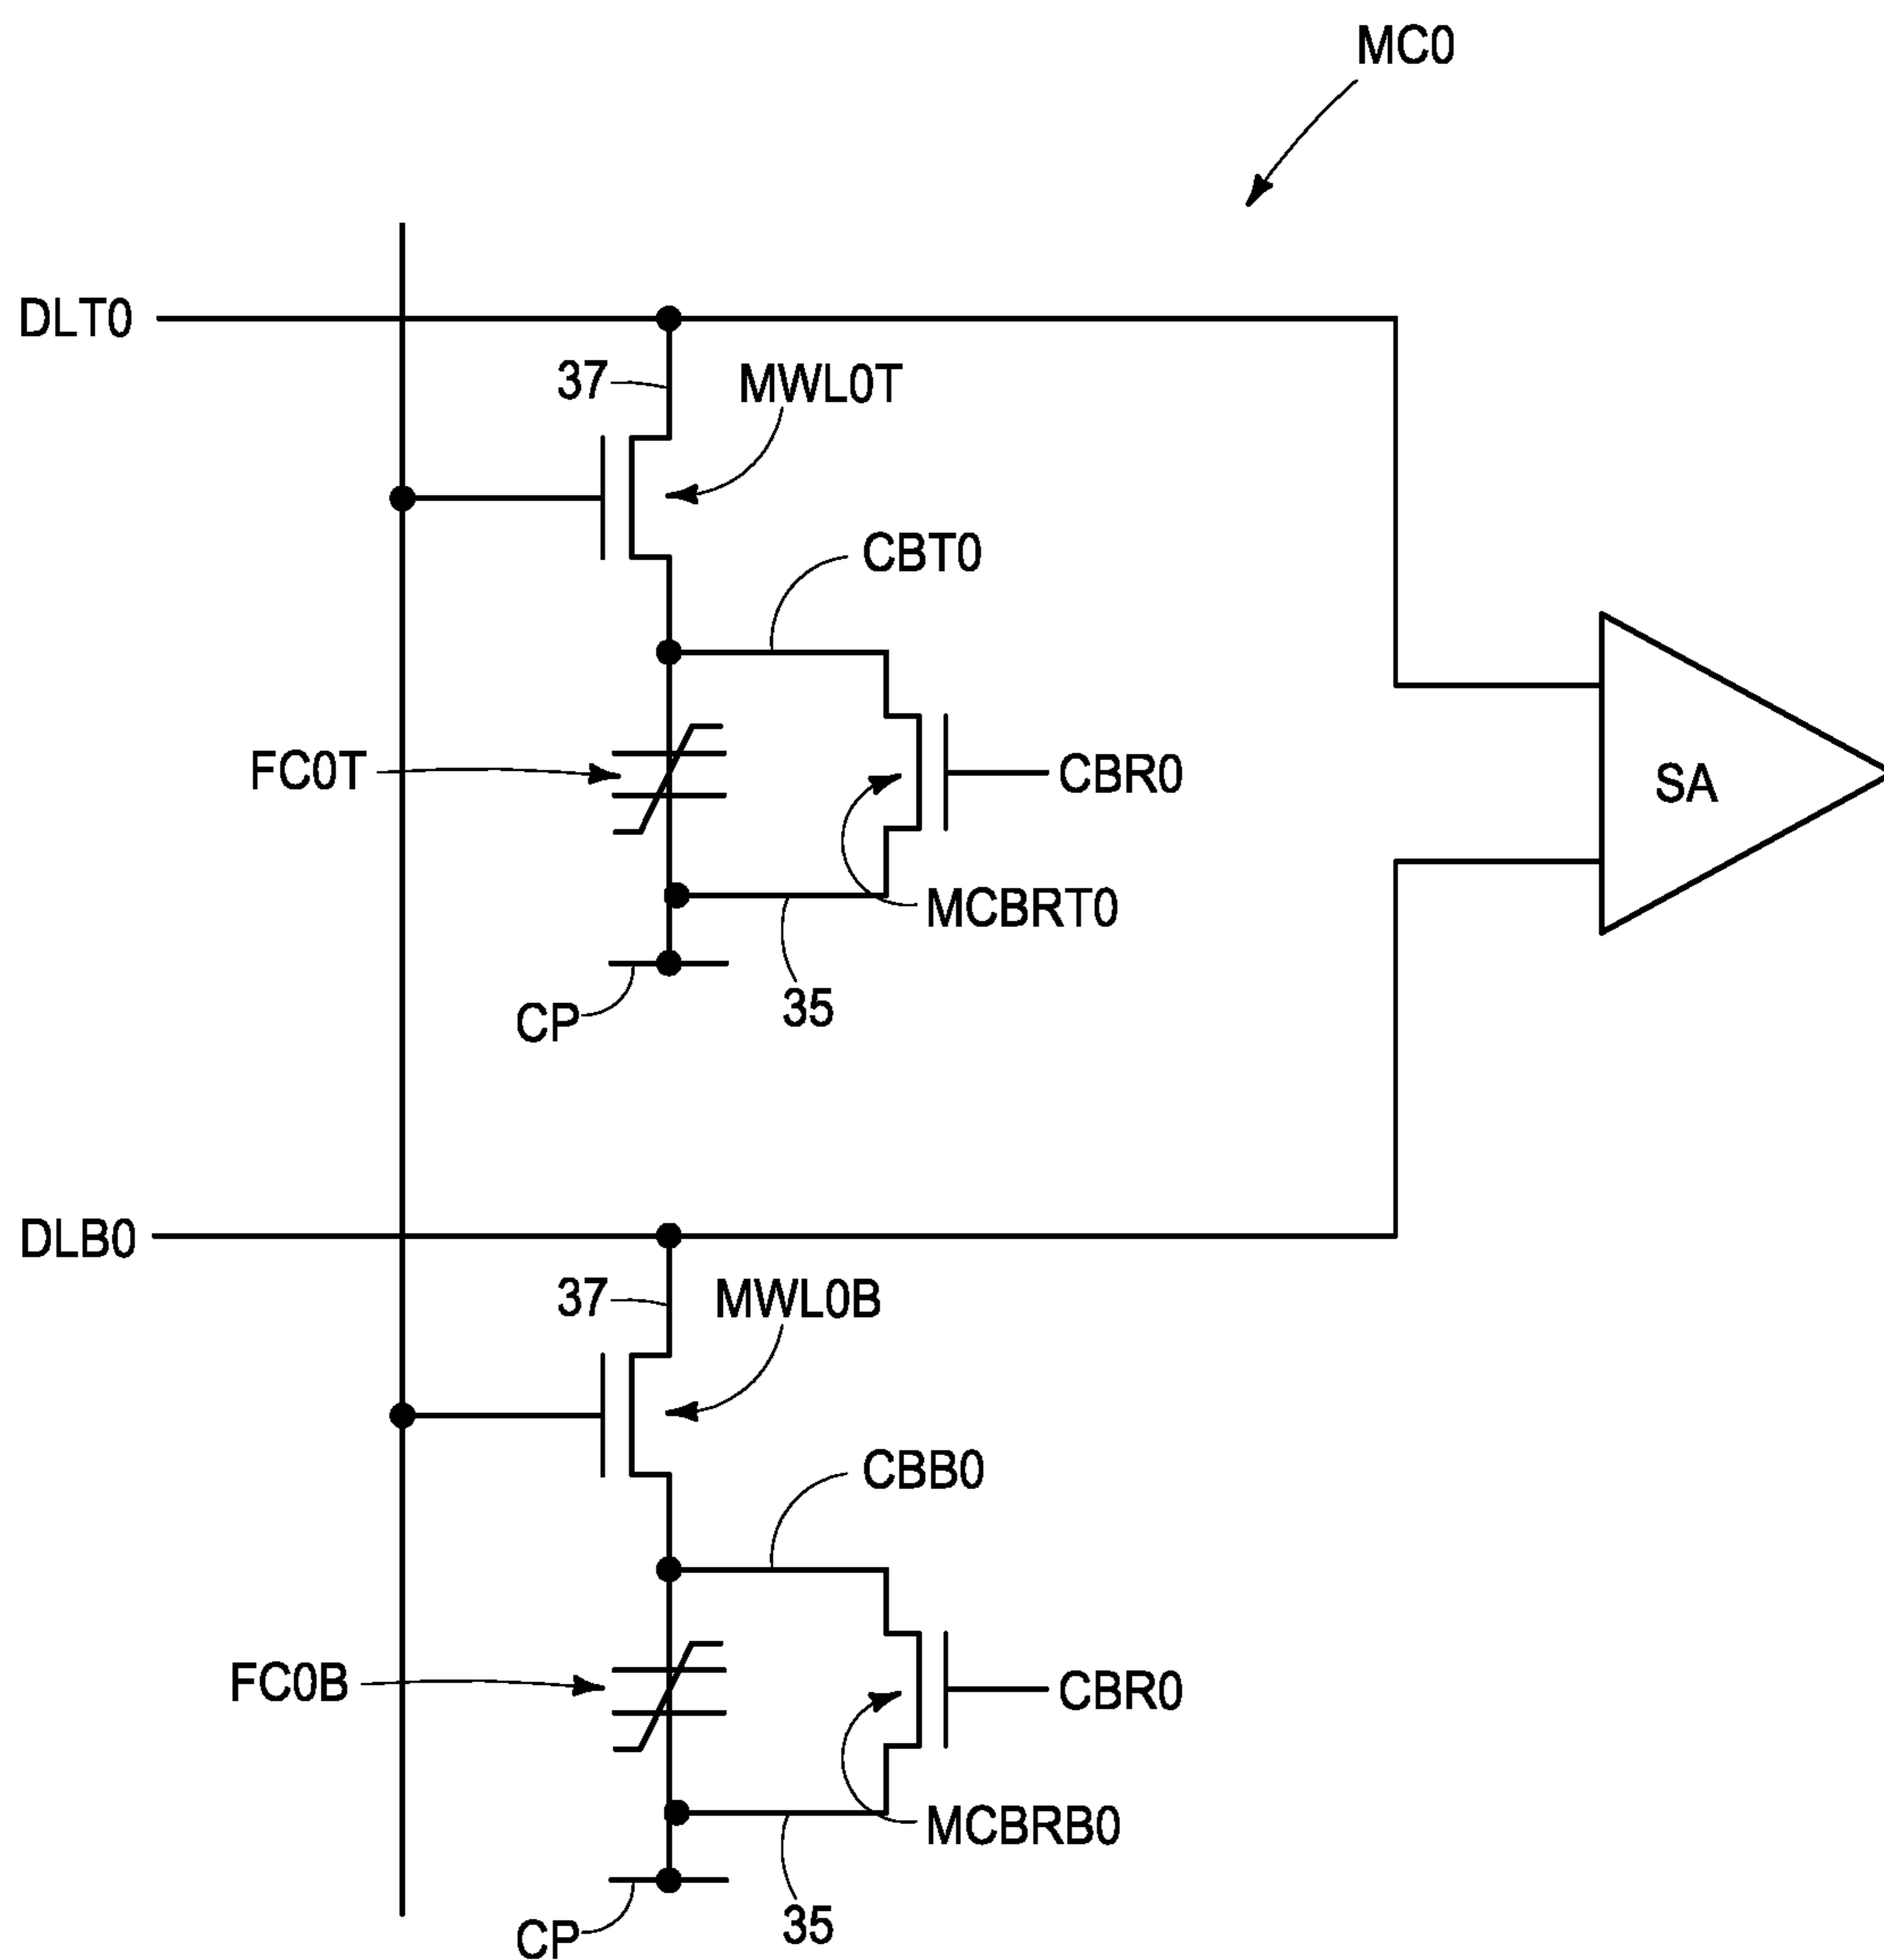 MC0
DLT0
37
MWL0T
CBT0
FC0T
CBR0
SA
MCBRT0
CP
35
DLB0
37
MWL0B
CBB0
FC0B
CBR0
MCBRB0
CP
35